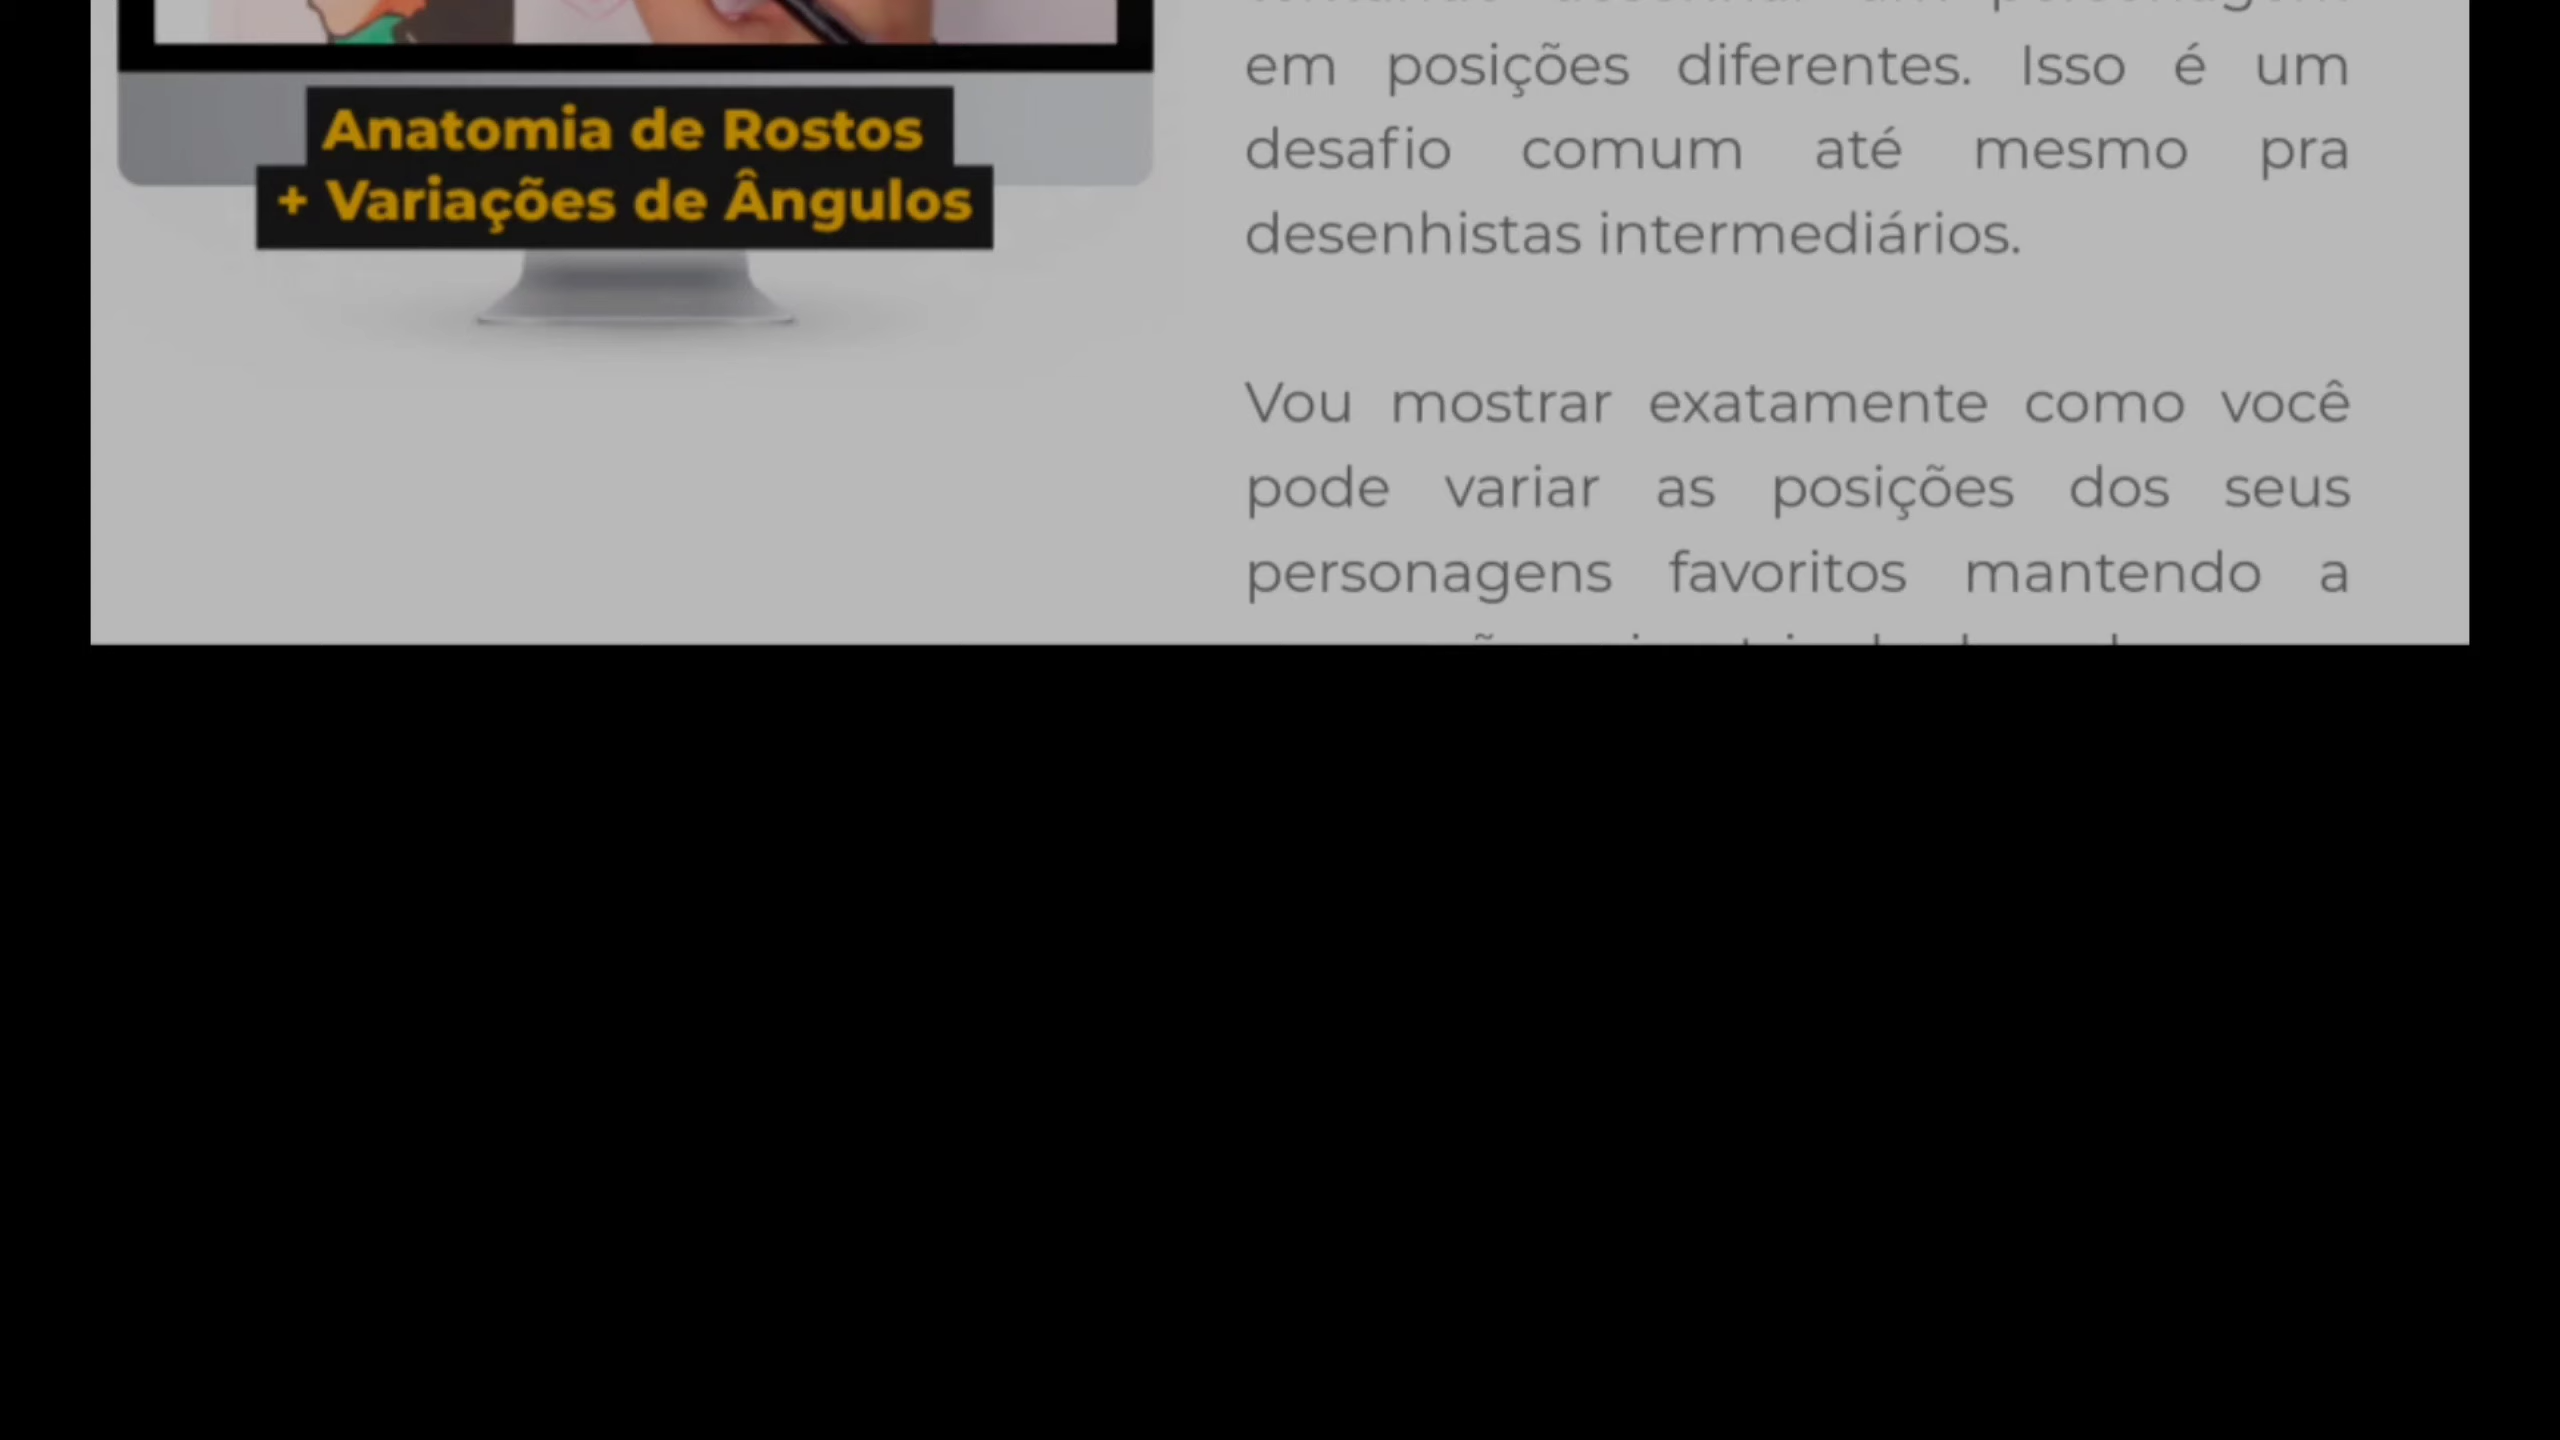 Anatomia de Rostos
+ Variações de Ângulos
em posições diferentes. Isso é um
desafio comum até mesmo pra
desenhistas intermediários.
Vou mostrar exatamente como você
pode variar as posições dos seus
personagens favoritos mantendo a